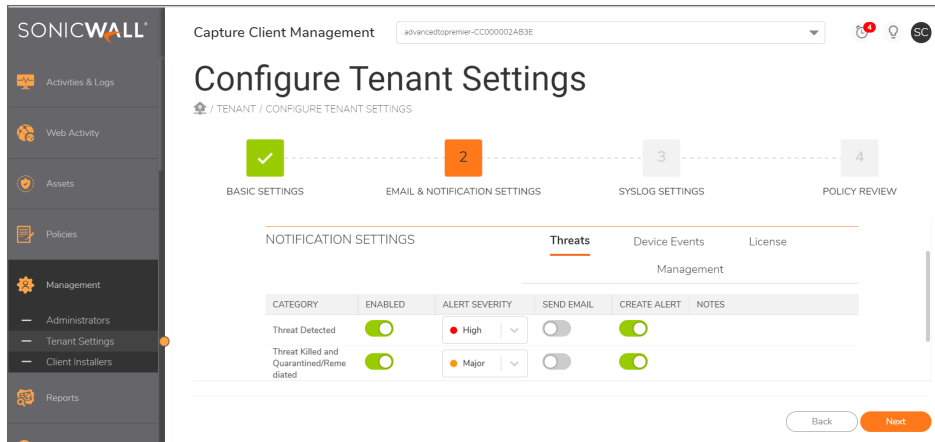 SONICWALL
Capture Client Management
advancedtopremier-CC000002AB3E
4
SC
Activities & Logs
Web Activity
Assets
Policies
Management
Administrators
Tenant Settings
Client Installers
Reports
Configure Tenant Settings
/ TENANT / CONFIGURE TENANT SETTINGS
2
3
4
BASIC SETTINGS
EMAIL & NOTIFICATION SETTINGS
SYSLOG SETTINGS
POLICY REVIEW
NOTIFICATION SETTINGS
Threats
Device Events
License
Management
CATEGORY ENABLED ALERT SEVERITY SEND EMAIL CREATE ALERT NOTES
Threat Detected High
Threat Killed and
Quarantined/Reme
diated
Major
Back
Next